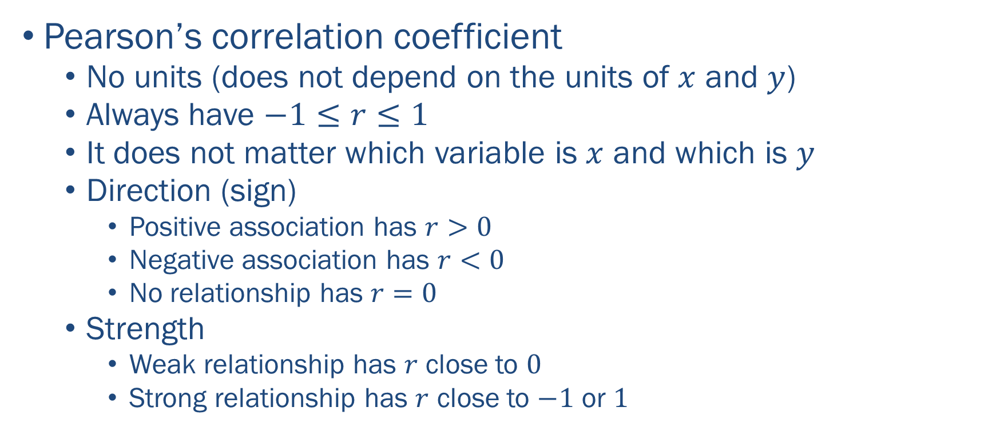 • Pearson’s correlation coefficient
• No units (does not depend on the units of x and y)
• Always have −1 ≤ r ≤ 1
• It does not matter which variable is x and which is y
• Direction (sign)
• Positive association has r > 0
• Negative association has r < 0
• No relationship has r = 0
• Strength
• Weak relationship has r close to 0
• Strong relationship has r close to −1 or 1